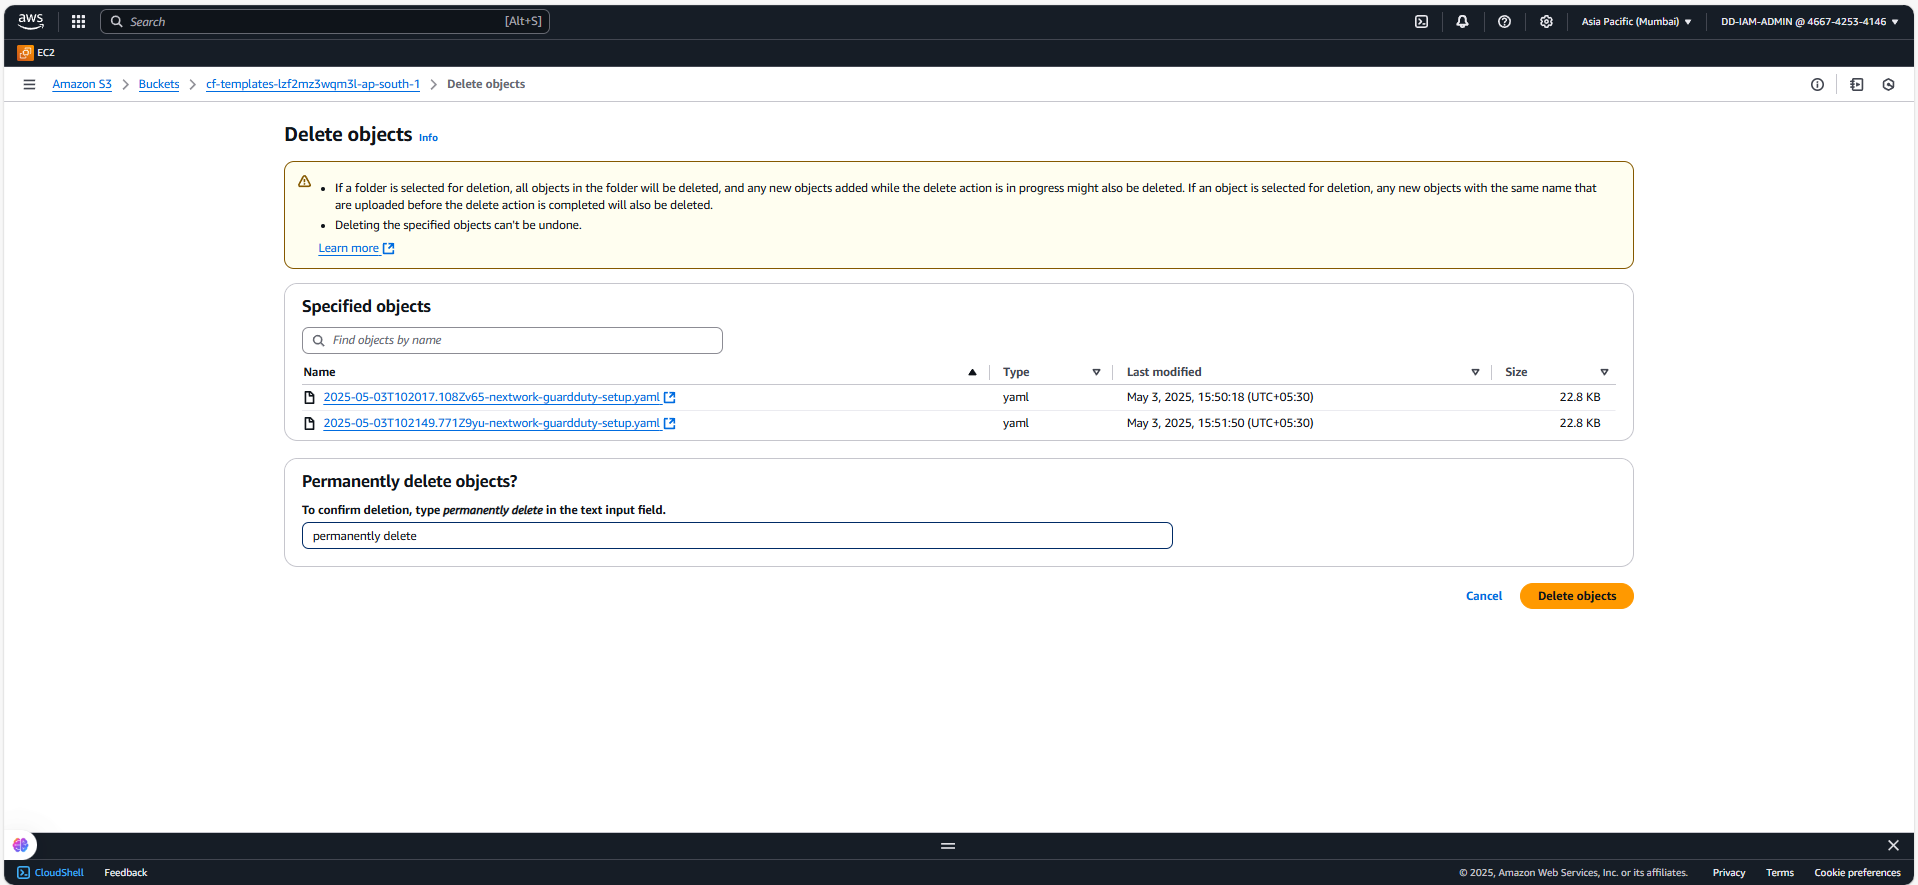 aws
Search [Alt+S]
Asia Pacific (Mumbai) DD-IAM-ADMIN @ 4667-4253-4146
EC2
Amazon S3 > Buckets > cf-templates-lzf2mz3wqm3l-ap-south-1 > Delete objects
Delete objects Info
• If a folder is selected for deletion, all objects in the folder will be deleted, and any new objects added while the delete action is in progress might also be deleted. If an object is selected for deletion, any new objects with the same name that
are uploaded before the delete action is completed will also be deleted.
• Deleting the specified objects can't be undone.
Learn more
Specified objects
Find objects by name
Name Type Last modified Size
2025-05-03T102017.108Zv65-nextwork-guardduty-setup.yaml yaml May 3, 2025, 15:50:18 (UTC+05:30) 22.8 KB
2025-05-03T102149.771Z9yu-nextwork-guardduty-setup.yaml yaml May 3, 2025, 15:51:50 (UTC+05:30) 22.8 KB
Permanently delete objects?
To confirm deletion, type permanently delete in the text input field.
permanently delete
Cancel Delete objects
CloudShell Feedback © 2025, Amazon Web Services, Inc. or its affiliates. Privacy Terms Cookie preferences